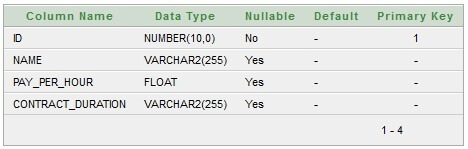 Column Name Data Type Nullable Default Primary Key
ID NUMBER(10,0) No - 1
NAME VARCHAR2(255) Yes - -
PAY_PER_HOUR FLOAT Yes - -
CONTRACT_DURATION VARCHAR2(255) Yes - -
1 - 4